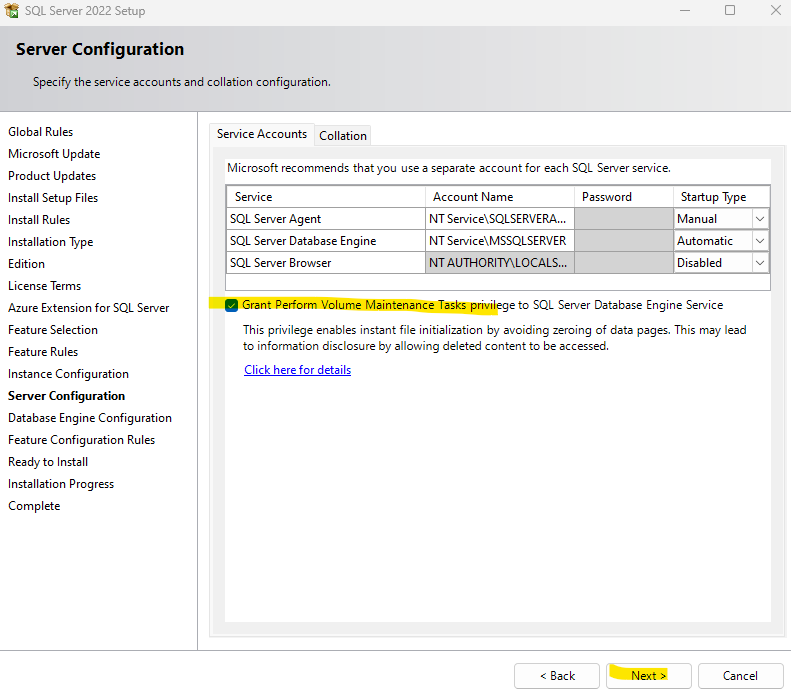 SQL Server 2022 Setup
Server Configuration
Specify the service accounts and collation configuration.
Global Rules
Microsoft Update
Product Updates
Install Setup Files
Install Rules
Installation Type
Edition
License Terms
Azure Extension for SQL Server
Feature Selection
Feature Rules
Instance Configuration
Server Configuration
Database Engine Configuration
Feature Configuration Rules
Ready to Install
Installation Progress
Complete
Service Accounts Collation
Microsoft recommends that you use a separate account for each SQL Server service.
Service Account Name Password Startup Type
SQL Server Agent NT Service\SQLSERVERA... Manual
SQL Server Database Engine NT Service\MSSQLSERVER Automatic
SQL Server Browser NT AUTHORITY\LOCALS... Disabled
Grant Perform Volume Maintenance Tasks privilege to SQL Server Database Engine Service
This privilege enables instant file initialization by avoiding zeroing of data pages. This may lead
to information disclosure by allowing deleted content to be accessed.
Click here for details
< Back Next > Cancel